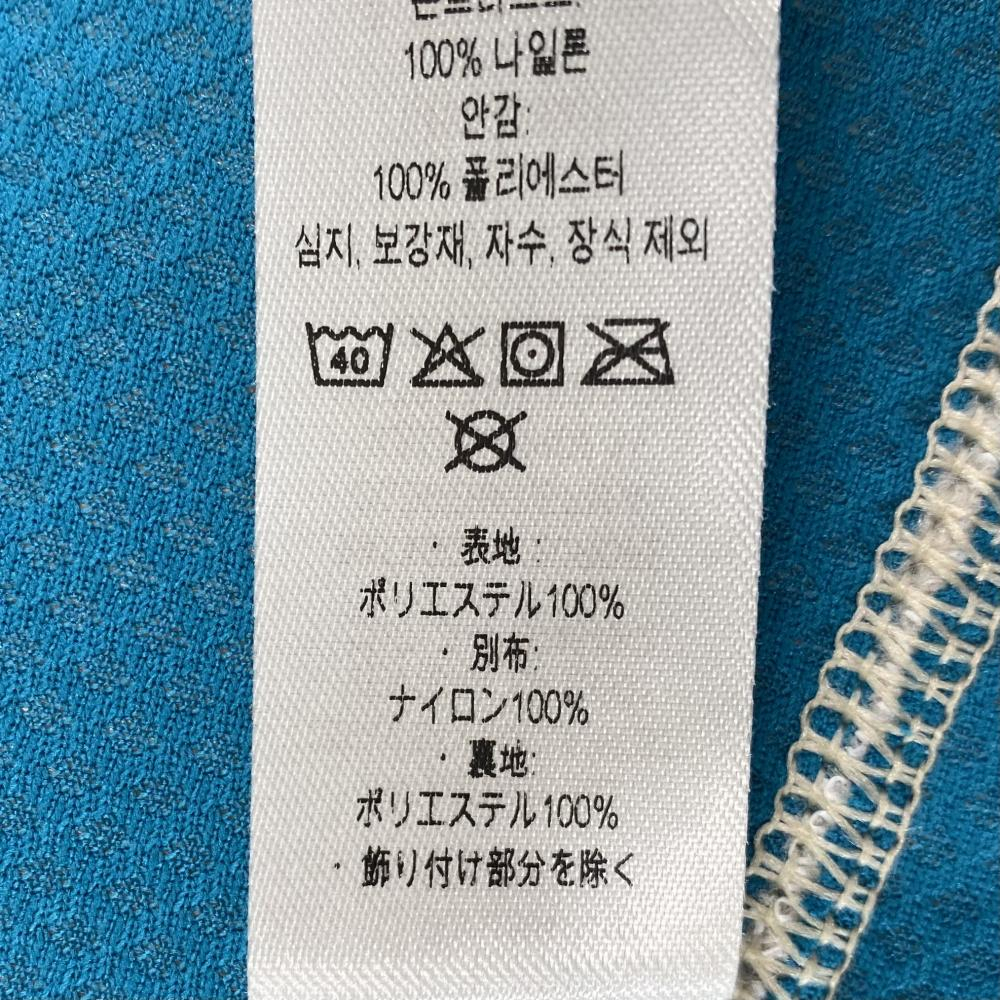 100% 나일론
안감:
100% 폴리에스터
심지, 보강재, 자수, 장식 제외
40
· 表地 :
ポリエステル100%
· 別布:
ナイロン100%
· 裏地:
ポリエステル100%
· 飾り付け部分を除く